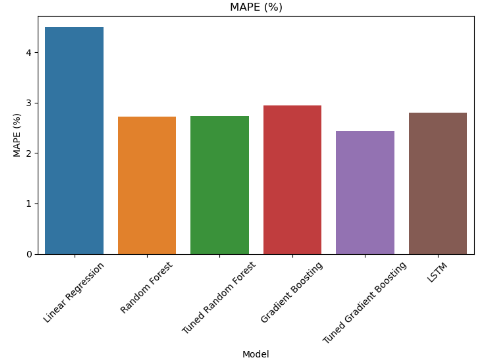 MAPE (%)
MAPE (%)
4
3
2
1
0
Linear Regression
Random Forest
Tuned Random Forest
Gradient Boosting
Tuned Gradient Boosting
LSTM
Model